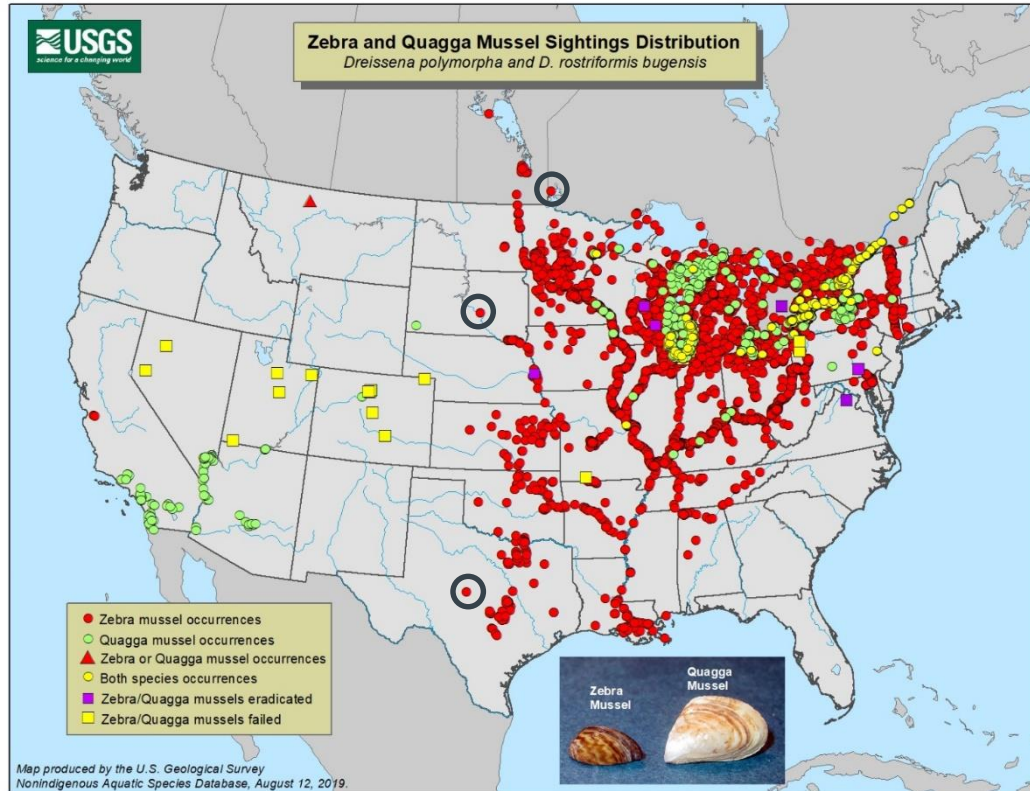 USGS
science for a changing world
Zebra and Quagga Mussel Sightings Distribution
Dreissena polymorpha and D. rostriformis bugensis
Zebra mussel occurrences
Quagga mussel occurrences
Zebra or Quagga mussel occurrences
Both species occurrences
Zebra/Quagga mussels eradicated
Zebra/Quagga mussels failed
Zebra
Mussel
Quagga
Mussel
Map produced by the U.S. Geological Survey
Nonindigenous Aquatic Species Database, August 12, 2019.